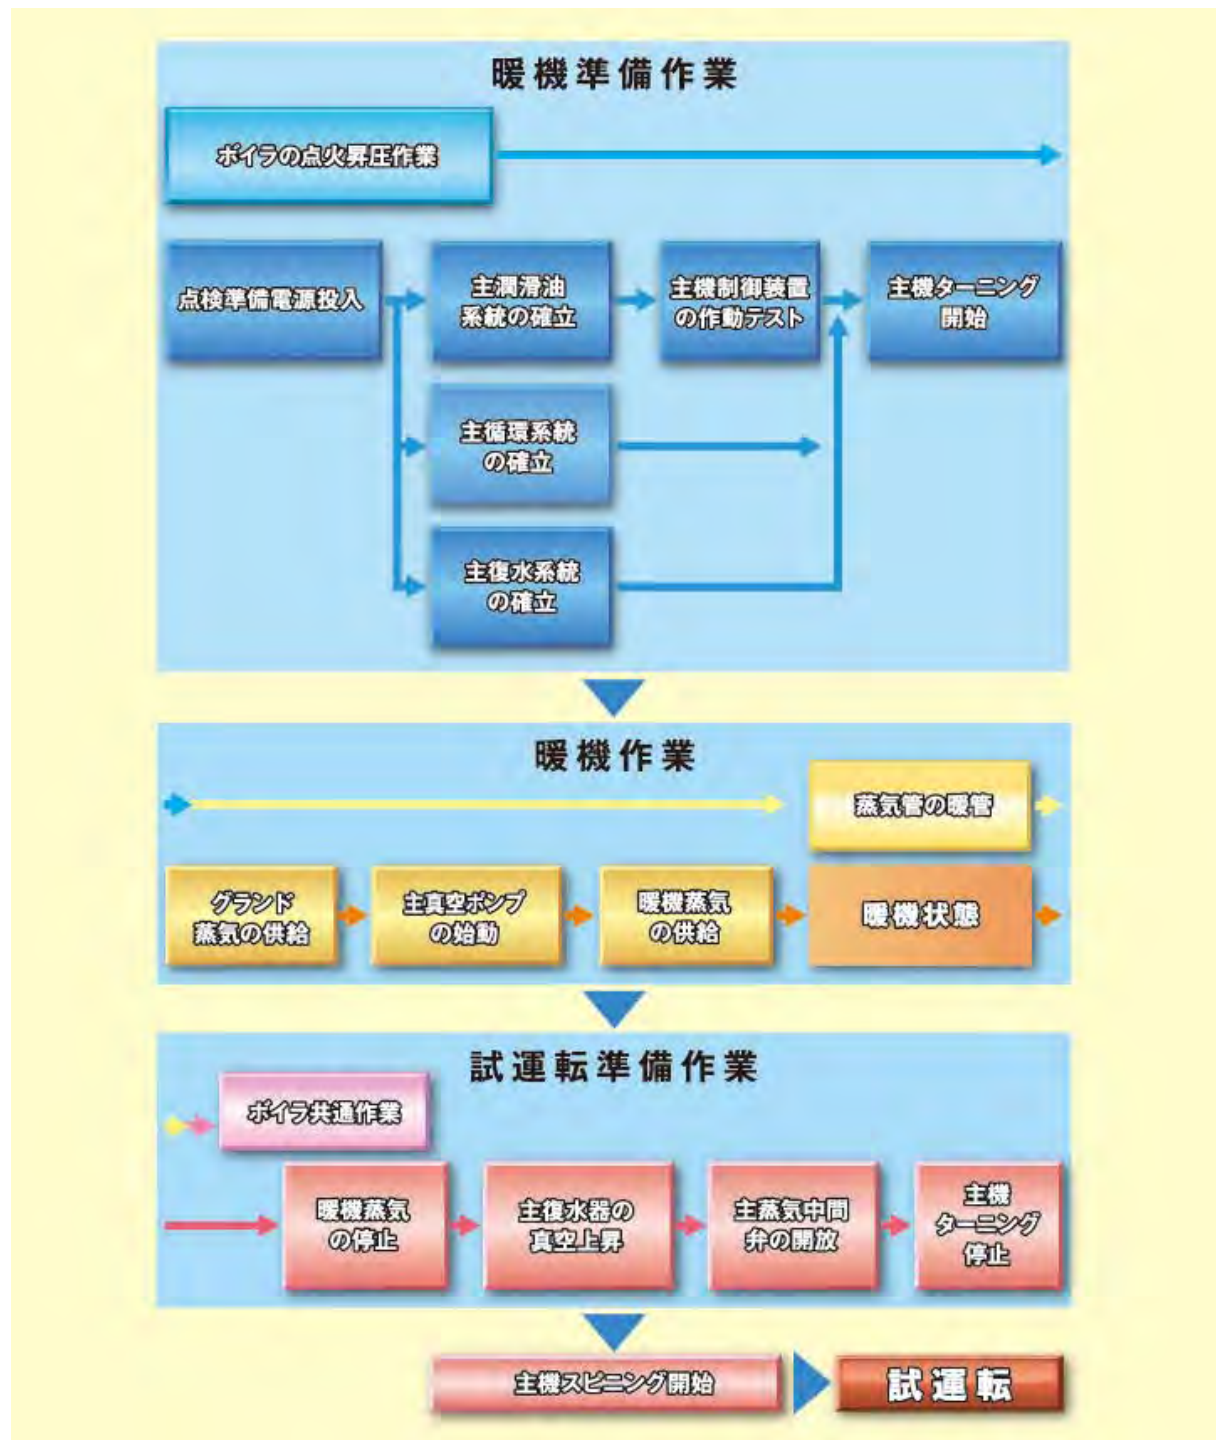 暖機準備作業
ボイラの点火昇圧作業
点検準備電源投入
主潤滑油
系統の確立
主機制御装置
の作動テスト
主機ターニング
開始
主循環系統
の確立
主復水系統
の確立
暖機作業
蒸気管の暖管
グランド
蒸気の供給
主真空ポンプ
の始動
暖機蒸気
の供給
暖機状態
試運転準備作業
ボイラ共通作業
暖機蒸気
の停止
主復水器の
真空上昇
主蒸気中間
弁の開放
主機
ターニング
停止
主機スピニング開始
試運転